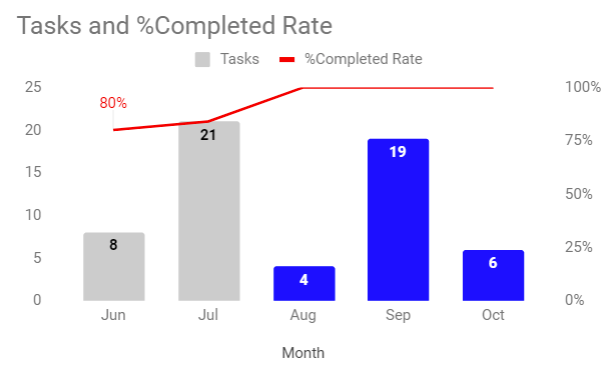 Tasks and %Completed Rate
Tasks %Completed Rate
25 100%
80%
20 21 75%
19
15
10 50%
8
5 6 25%
4
0 0%
Jun Jul Aug Sep Oct
Month